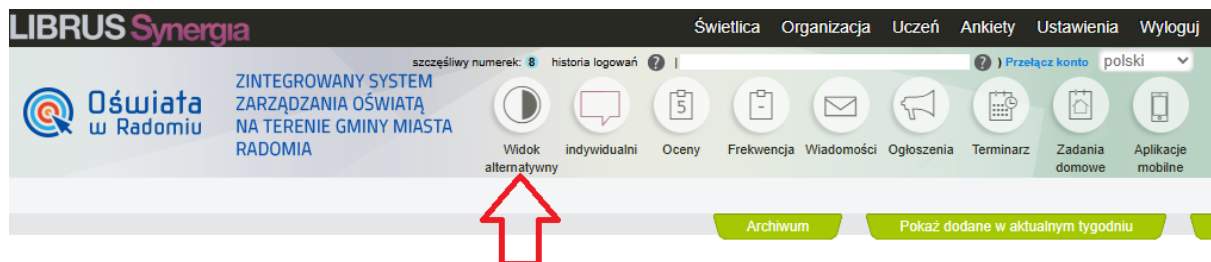 LIBRUS Synergia
Świetlica Organizacja Uczeń Ankiety Ustawienia Wyloguj
szczęśliwy numerek: 8 historia logowań ? | ? ) Przełącz konto polski
Oświata
w Radomiu
ZINTEGROWANY SYSTEM
ZARZĄDZANIA OŚWIATĄ
NA TERENIE GMINY MIASTA
RADOMIA
5
Widok
alternatywny
indywidualni
Oceny
Frekwencja
Wiadomości
Ogłoszenia
Terminarz
Zadania
domowe
Aplikacje
mobilne
Archiwum
Pokaż dodane w aktualnym tygodniu